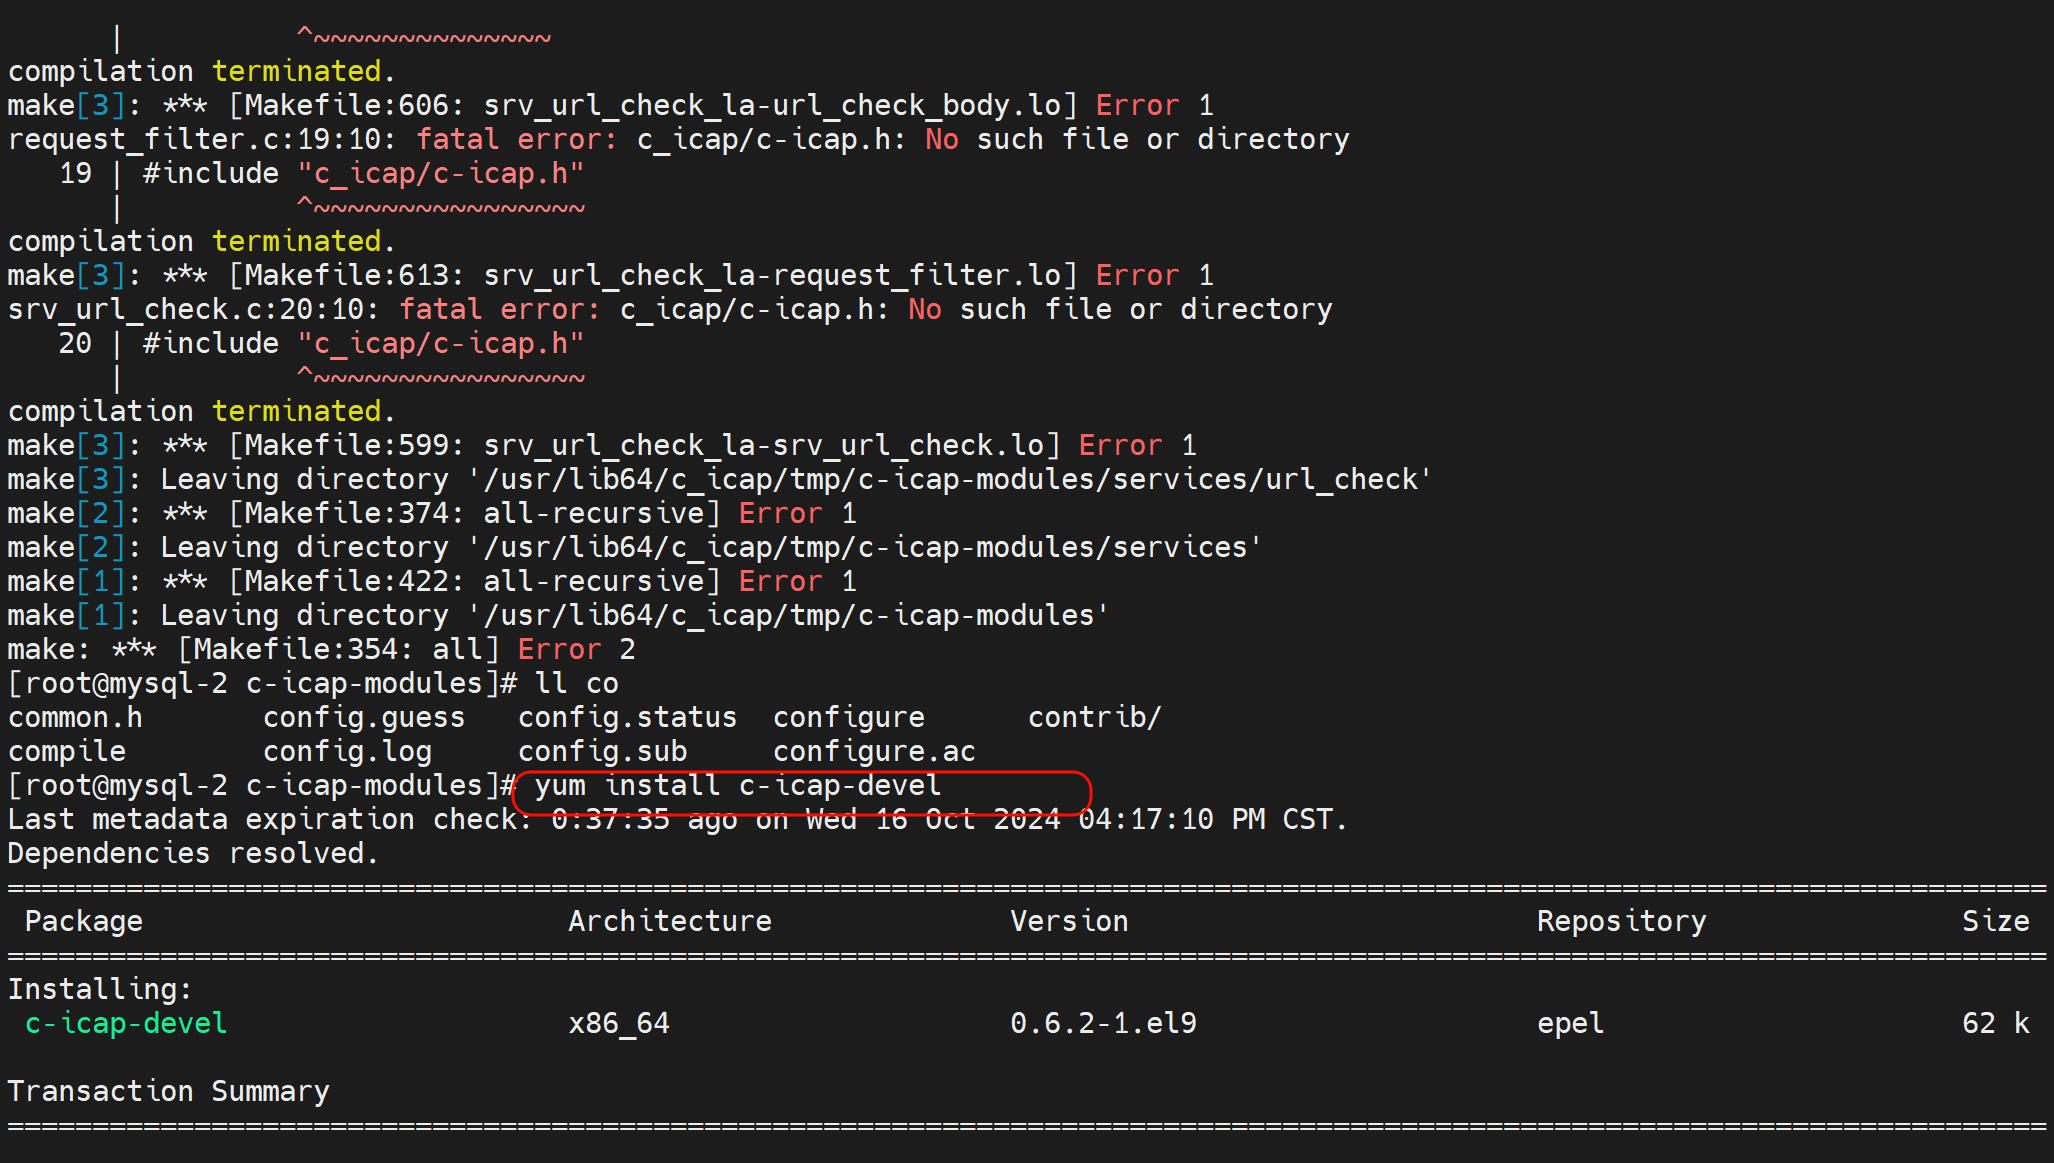 |          ^~~~~~~~~~~~~~~
compilation terminated.
make[3]: *** [Makefile:606: srv_url_check_la-url_check_body.lo] Error 1
request_filter.c:19:10: fatal error: c_icap/c-icap.h: No such file or directory
   19 | #include "c_icap/c-icap.h"
      |          ^~~~~~~~~~~~~~~~~
compilation terminated.
make[3]: *** [Makefile:613: srv_url_check_la-request_filter.lo] Error 1
srv_url_check.c:20:10: fatal error: c_icap/c-icap.h: No such file or directory
   20 | #include "c_icap/c-icap.h"
      |          ^~~~~~~~~~~~~~~~~
compilation terminated.
make[3]: *** [Makefile:599: srv_url_check_la-srv_url_check.lo] Error 1
make[3]: Leaving directory '/usr/lib64/c_icap/tmp/c-icap-modules/services/url_check'
make[2]: *** [Makefile:374: all-recursive] Error 1
make[2]: Leaving directory '/usr/lib64/c_icap/tmp/c-icap-modules/services'
make[1]: *** [Makefile:422: all-recursive] Error 1
make[1]: Leaving directory '/usr/lib64/c_icap/tmp/c-icap-modules'
make: *** [Makefile:354: all] Error 2
[root@mysql-2 c-icap-modules]# ll co
common.h       config.guess   config.status  configure      contrib/
compile        config.log     config.sub     configure.ac
[root@mysql-2 c-icap-modules]# yum install c-icap-devel
Last metadata expiration check: 0:37:35 ago on Wed 16 Oct 2024 04:17:10 PM CST.
Dependencies resolved.
========================================================================================================================
 Package                         Architecture              Version                        Repository               Size
========================================================================================================================
Installing:
 c-icap-devel                    x86_64                    0.6.2-1.el9                    epel                     62 k

Transaction Summary
========================================================================================================================